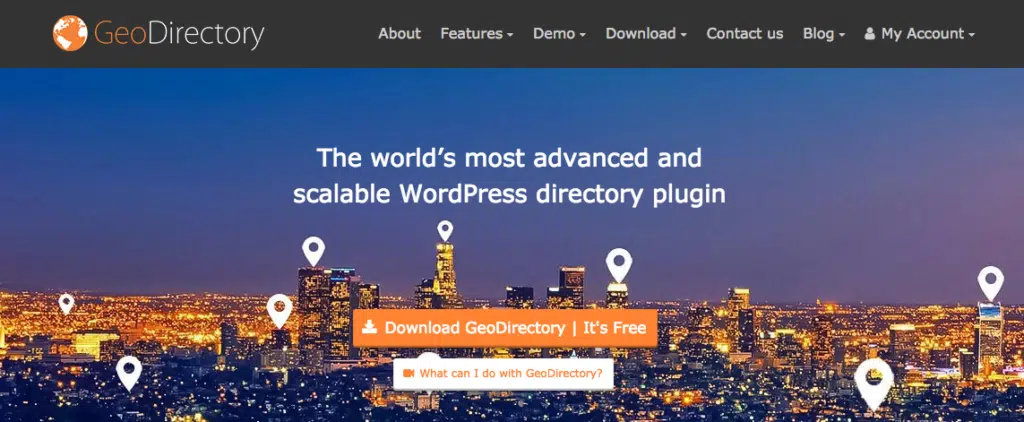 GeoDirectory
About
Features
Demo
Download
Contact us
Blog
My Account
The world’s most advanced and
scalable WordPress directory plugin
Download GeoDirectory | It's Free
What can I do with GeoDirectory?